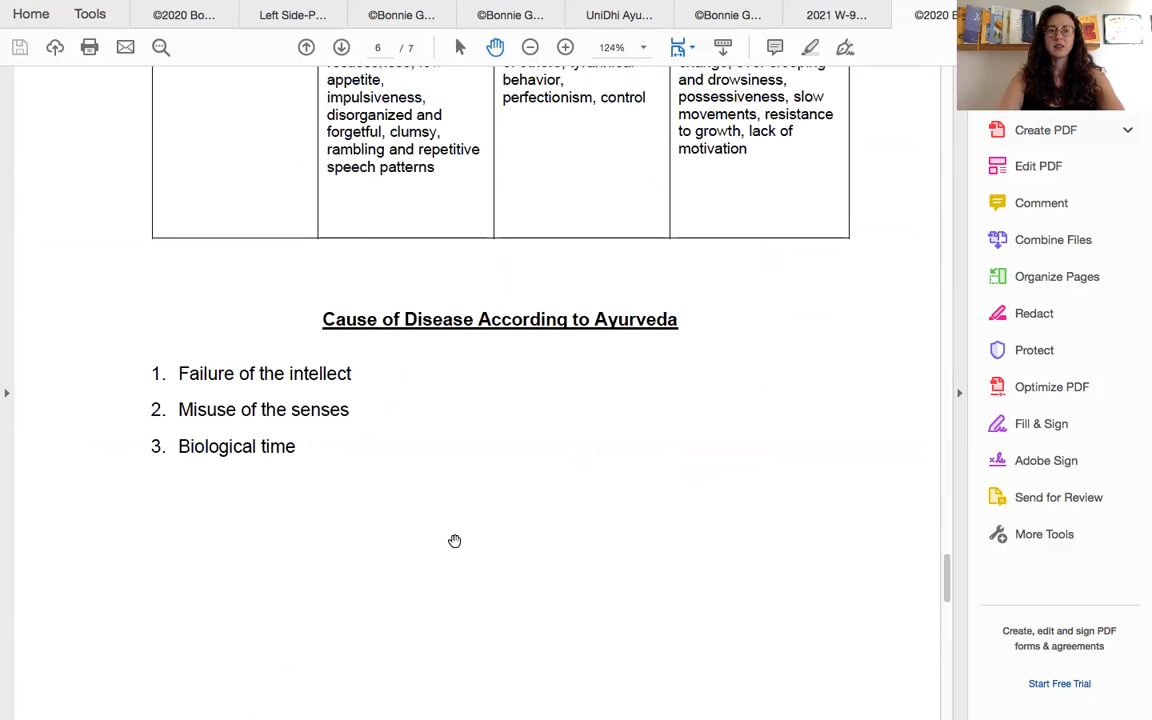 Home Tools ©2020 Bo... Left Side-P... ©Bonnie G... ©Bonnie G... UniDhi Ayu... ©Bonnie G... 2021 W-9... ©2020 B
6 / 7 124%
appetite,
impulsiveness,
disorganized and
forgetful, clumsy,
rambling and repetitive
speech patterns
behavior,
perfectionism, control
and drowsiness,
possessiveness, slow
movements, resistance
to growth, lack of
motivation
Cause of Disease According to Ayurveda
1. Failure of the intellect
2. Misuse of the senses
3. Biological time
Create PDF
Edit PDF
Comment
Combine Files
Organize Pages
Redact
Protect
Optimize PDF
Fill & Sign
Adobe Sign
Send for Review
More Tools
Create, edit and sign PDF
forms & agreements
Start Free Trial